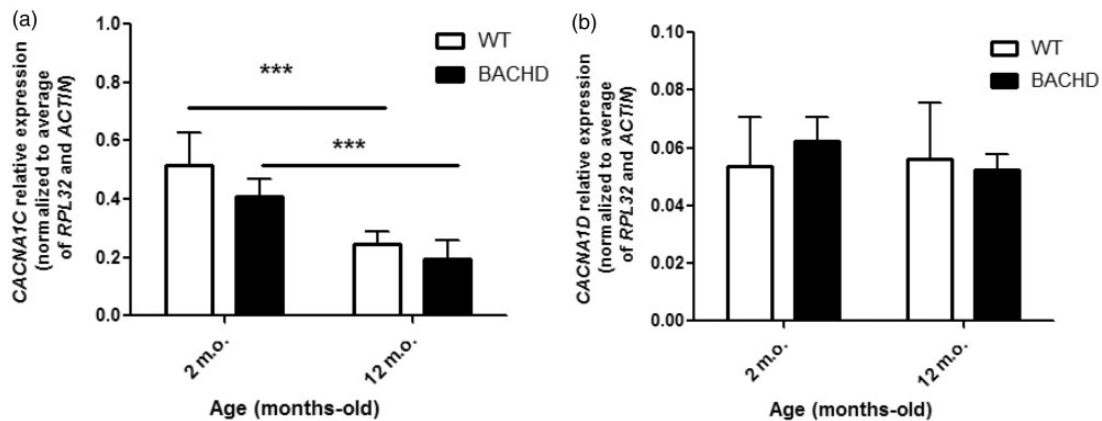 (a)
CACNA1C relative expression
(normalized to average
of RPL32 and ACTIN)
1.0
0.8
0.6
0.4
0.2
0.0
WT
BACHD
***
***
2 m.o.
12 m.o.
Age (months-old)
(b)
CACNA1D relative expression
(normalized to average
of RPL32 and ACTIN)
0.10
0.08
0.06
0.04
0.02
0.00
WT
BACHD
2 m.o.
12 m.o.
Age (months-old)